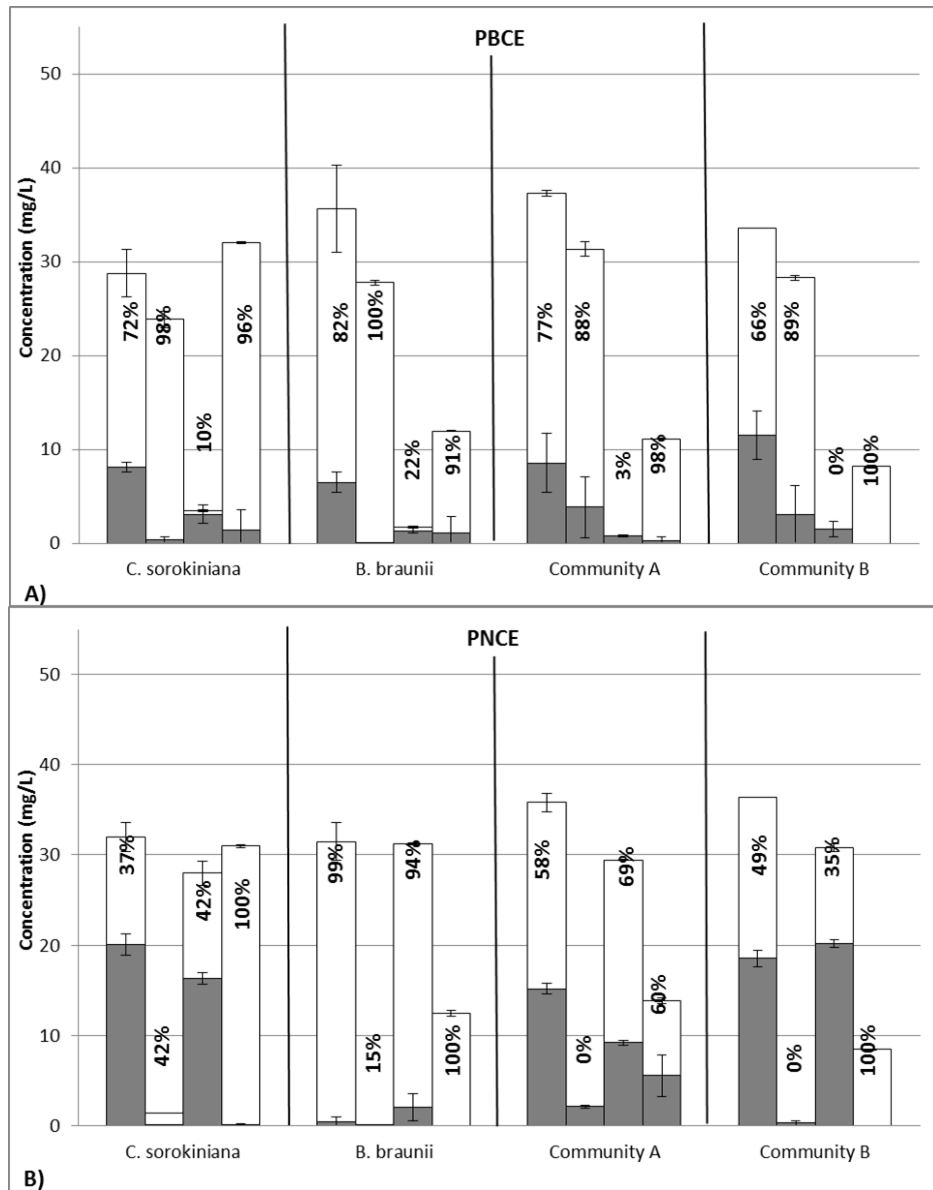 PBCE
50
40
30
20
10
0
Concentration (mg/L)
72% 98% 10% 96% 82% 100% 22% 91% 77% 88% 3% 98% 66% 89% 0% 100%
C. sorokiniana B. braunii Community A Community B
A)
PNCE
50
40
30
20
10
0
Concentration (mg/L)
37% 42% 42% 100% 99% 15% 94% 100% 58% 0% 69% 60% 49% 0% 35% 100%
C. sorokiniana B. braunii Community A Community B
B)